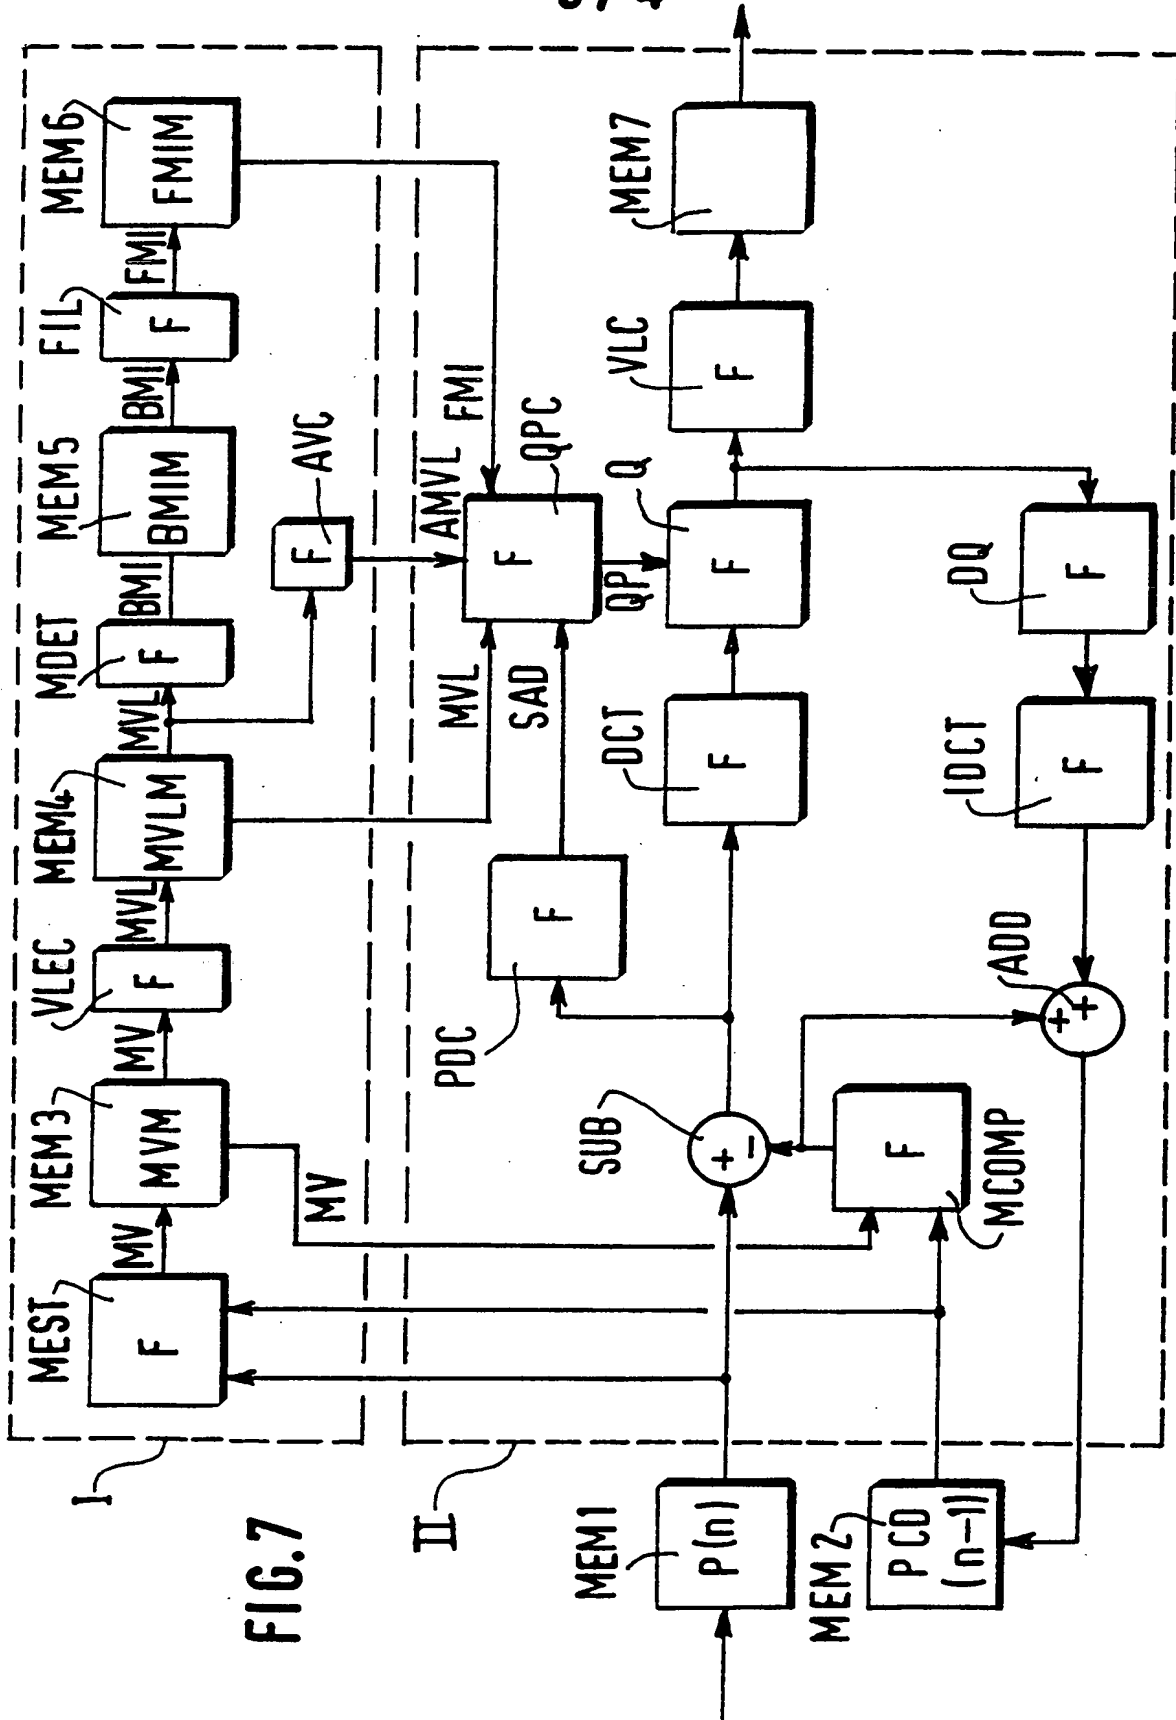 3/4
MEST
F
MV
MEM3
MVM
MV
VLEC
F
MVL
MEM4
MVLM
MVL
MDET
F
BMI
MEM5
BMIM
BMI
FIL
F
FMI
MEM6
FMIM
I
MV
F
AVC
FIG.7
II
PDC
F
MVL
SAD
AMVL
FMI
F
QPC
QP
MEM1
P(n)
SUB
+
−
DCT
F
Q
F
VLC
F
MEM7
MEM2
PCD
(n-1)
MCOMP
F
ADD
+
+
IDCT
F
DQ
F